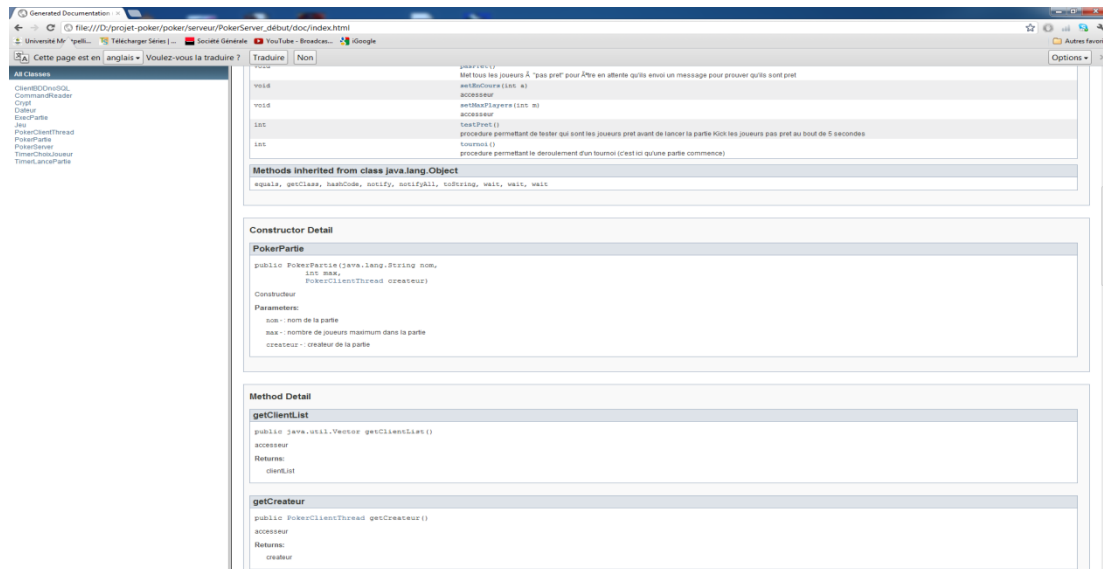 Generated Documentation
file:///D:/projet-poker/poker/serveur/PokerServer_début/doc/index.html
Université Mpelli... Télécharger Séries | ... Société Générale YouTube - Broadcas... iGoogle Autres favori
Cette page est en anglais Voulez-vous la traduire ? Traduire Non Options
All Classes
ClientBDDnoSQL
CommandReader
Crypt
Dateur
ExecPartie
Jeu
PokerClientThread
PokerPartie
PokerServer
TimerChoixJoueur
TimerLancePartie
void pasPret()
Met tous les joueurs Ã "pas pret" pour Ãªtre en attente qu'ils envoi un message pour prouver qu'ils sont pret
void setEnCours(int a)
accesseur
void setMaxPlayers(int m)
accesseur
int testPret()
procedure permettant de tester qui sont les joueurs pret avant de lancer la partie Kick les joueurs pas pret au bout de 5 secondes
int tournoi()
procedure permettant le deroulement d'un tournoi (c'est ici qu'une partie commence)
Methods inherited from class java.lang.Object
equals, getClass, hashCode, notify, notifyAll, toString, wait, wait, wait
Constructor Detail
PokerPartie
public PokerPartie(java.lang.String nom,
int max,
PokerClientThread createur)
Constructeur
Parameters:
nom - : nom de la partie
max - : nombre de joueurs maximum dans la partie
createur - : createur de la partie
Method Detail
getClientList
public java.util.Vector getClientList()
accesseur
Returns:
clientList
getCreateur
public PokerClientThread getCreateur()
accesseur
Returns:
createur